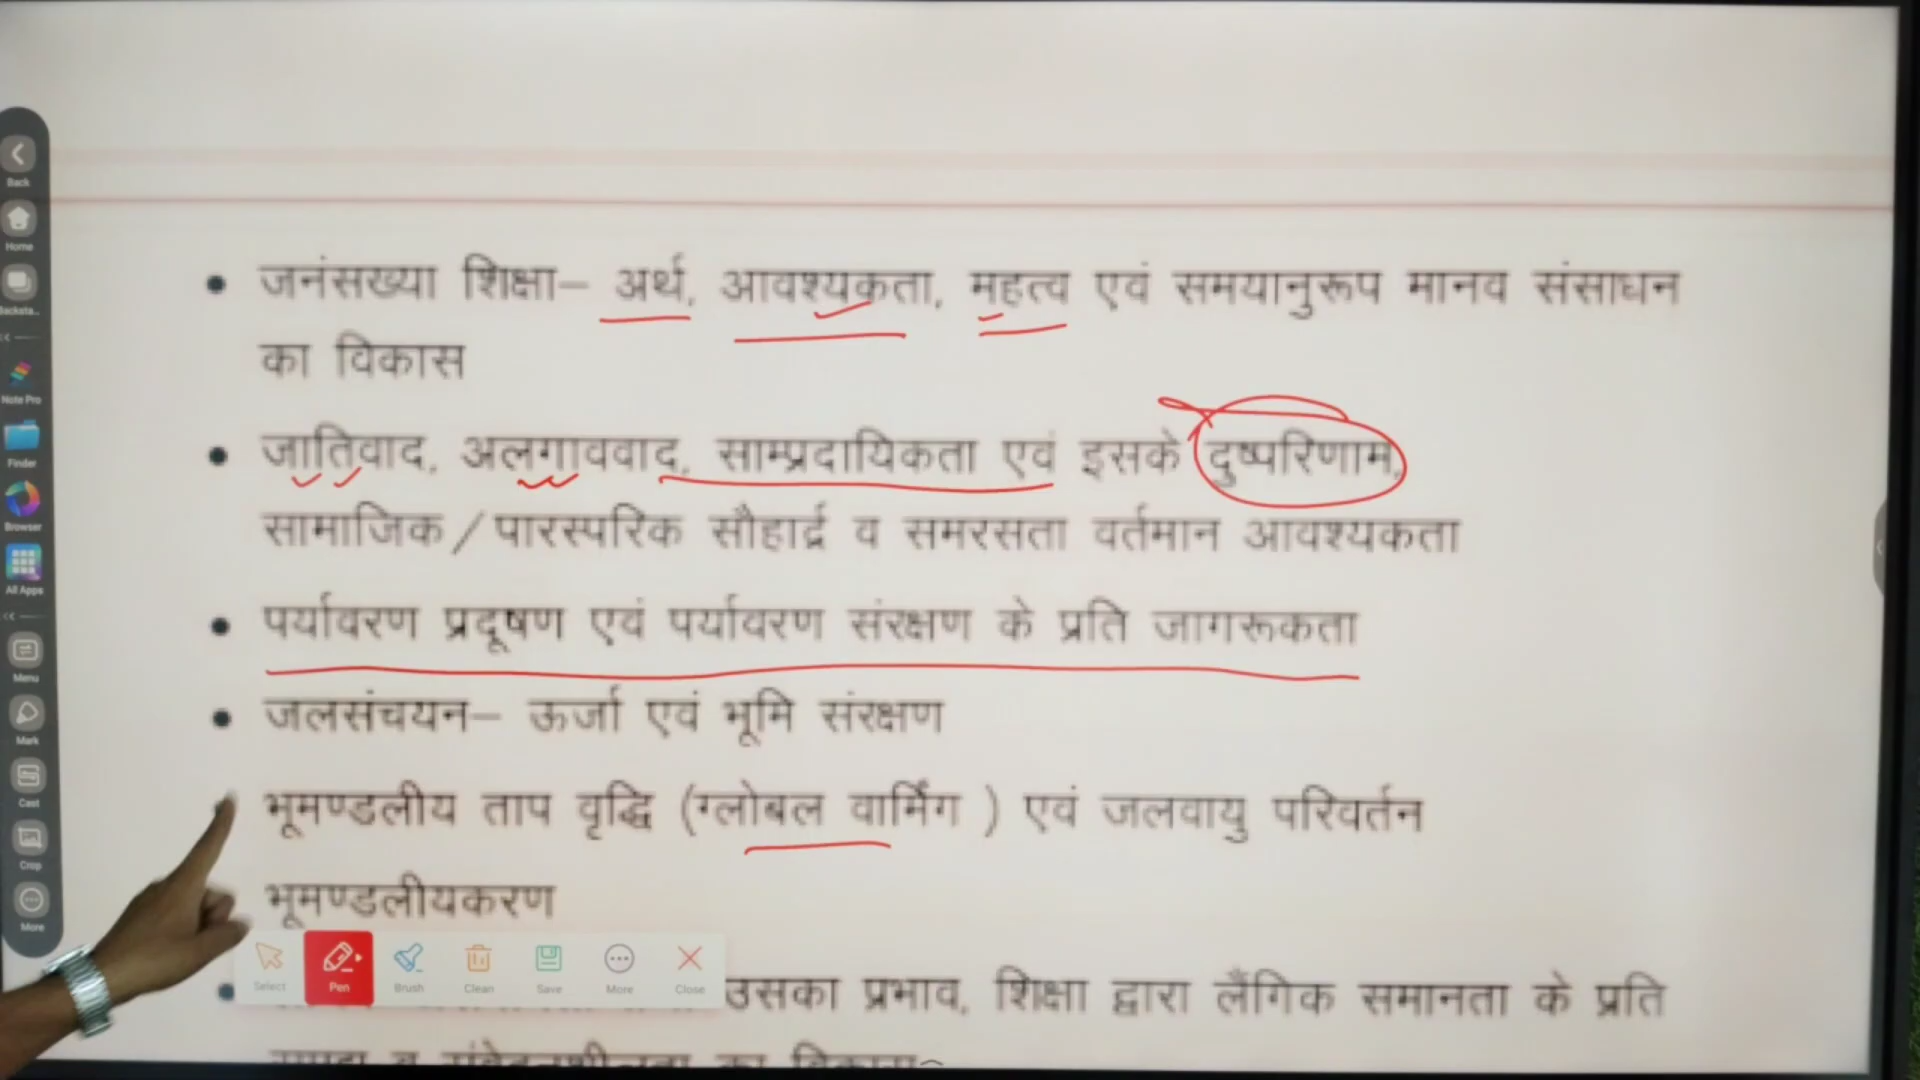 Back
Home
Backsta..
Note Pro
Finder
Browser
All Apps
Menu
Mark
Cast
Crop
More
• जनंसख्या शिक्षा– अर्थ, आवश्यकता, महत्व एवं समयानुरूप मानव संसाधन
का विकास
• जातिवाद, अलगाववाद, साम्प्रदायिकता एवं इसके दुष्परिणाम,
सामाजिक/पारस्परिक सौहार्द्र व समरसता वर्तमान आवश्यकता
• पर्यावरण प्रदूषण एवं पर्यावरण संरक्षण के प्रति जागरूकता
• जलसंचयन– ऊर्जा एवं भूमि संरक्षण
भूमण्डलीय ताप वृद्धि (ग्लोबल वार्मिंग ) एवं जलवायु परिवर्तन
भूमण्डलीयकरण
Select Pen Brush Clean Save More Close
उसका प्रभाव, शिक्षा द्वारा लैंगिक समानता के प्रति